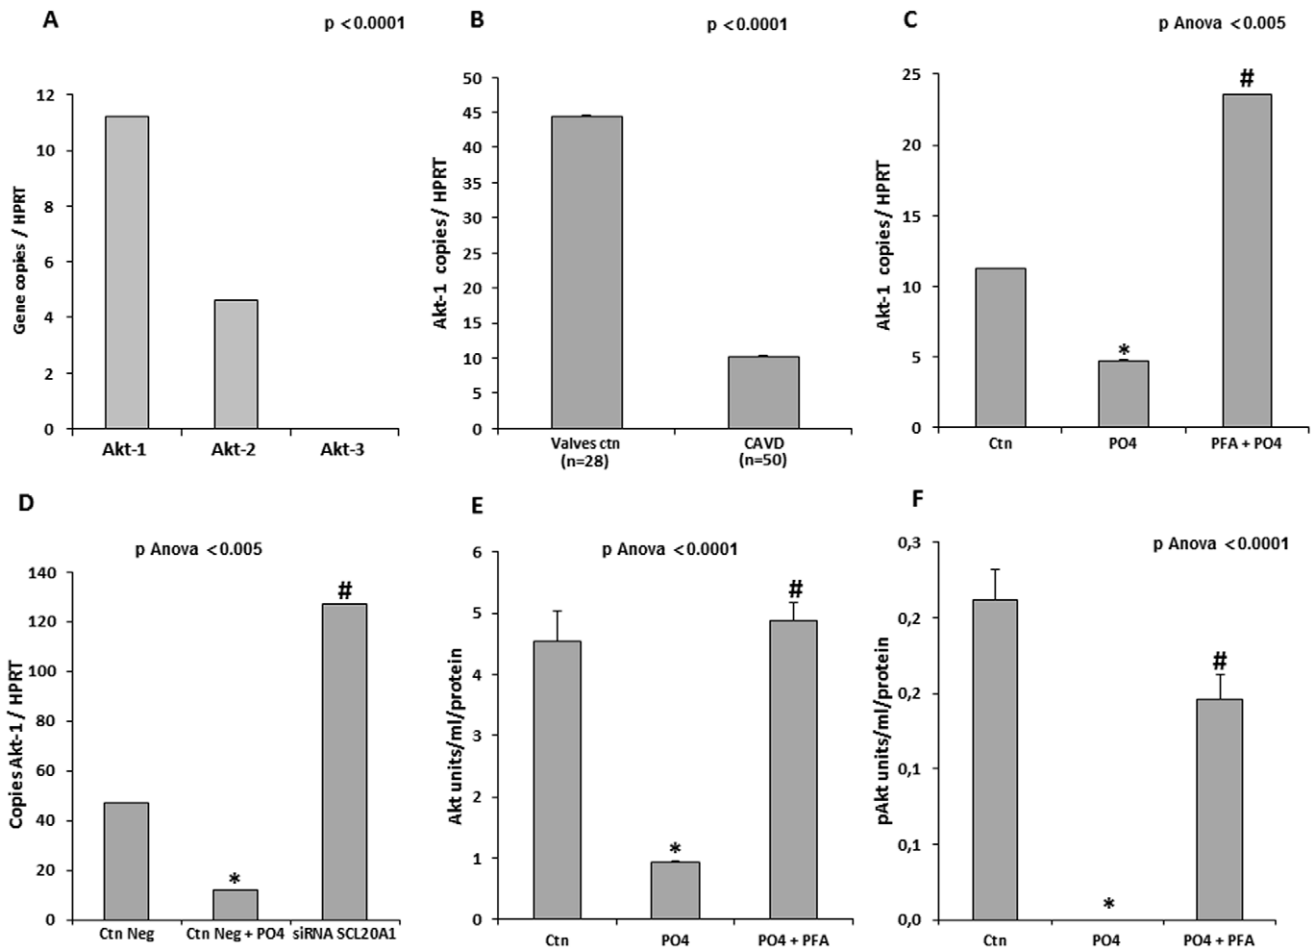 A
p <0.0001
Gene copies / HPRT
12
10
8
6
4
2
0
Akt-1 Akt-2 Akt-3
B
p <0.0001
Akt-1 copies / HPRT
50
45
40
35
30
25
20
15
10
5
0
Valves ctn CAVD
(n=28) (n=50)
C
p Anova <0.005
Akt-1 copies / HPRT
25
20
15
10
5
0
#
*
Ctn PO4 PFA + PO4
D
p Anova <0.005
Copies Akt-1 / HPRT
140
120
100
80
60
40
20
0
#
*
Ctn Neg Ctn Neg + PO4 siRNA SCL20A1
E
p Anova <0.0001
Akt units/ml/protein
6
5
4
3
2
1
0
#
*
Ctn PO4 PO4 + PFA
F
p Anova <0.0001
pAkt units/ml/protein
0,3
0,2
0,2
0,1
0,1
0,0
#
*
Ctn PO4 PO4 + PFA